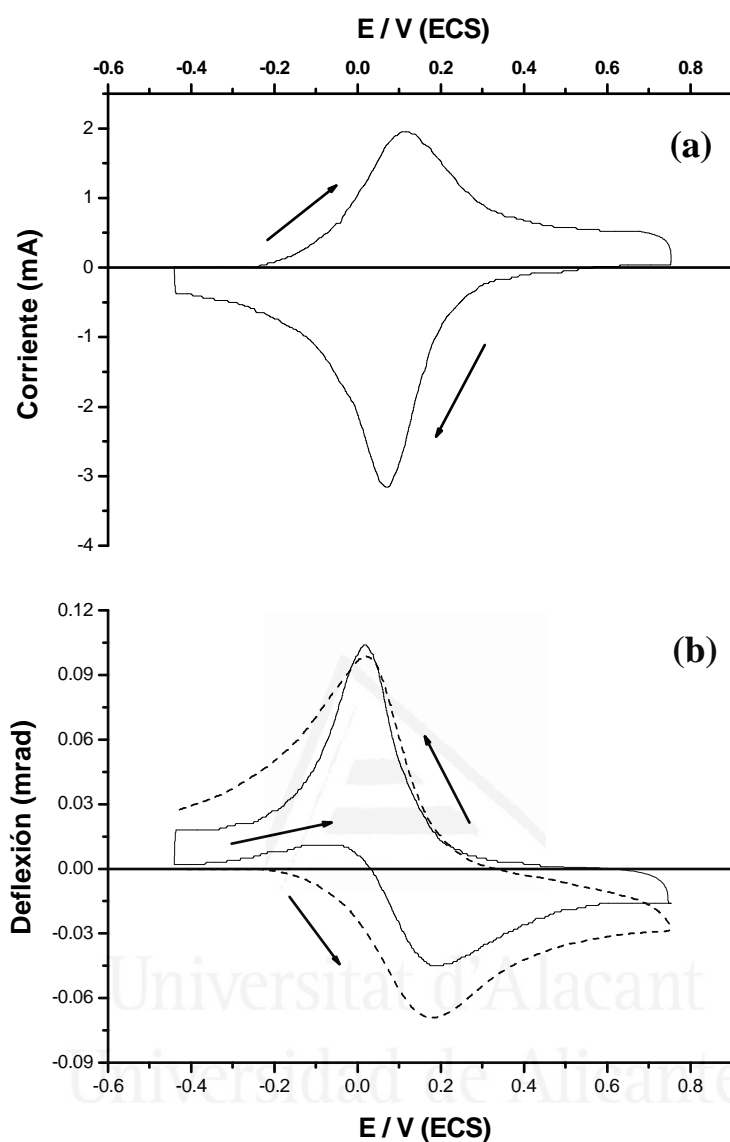 E / V (ECS)
-0.6 -0.4 -0.2 0.0 0.2 0.4 0.6 0.8
(a)
2
1
0
-1
-2
-3
-4
Corriente (mA)
(b)
0.12
0.09
0.06
0.03
0.00
-0.03
-0.06
-0.09
Deflexión (mrad)
Universitat d'Alacant
Universidad de Alicante
-0.6 -0.4 -0.2 0.0 0.2 0.4 0.6 0.8
E / V (ECS)